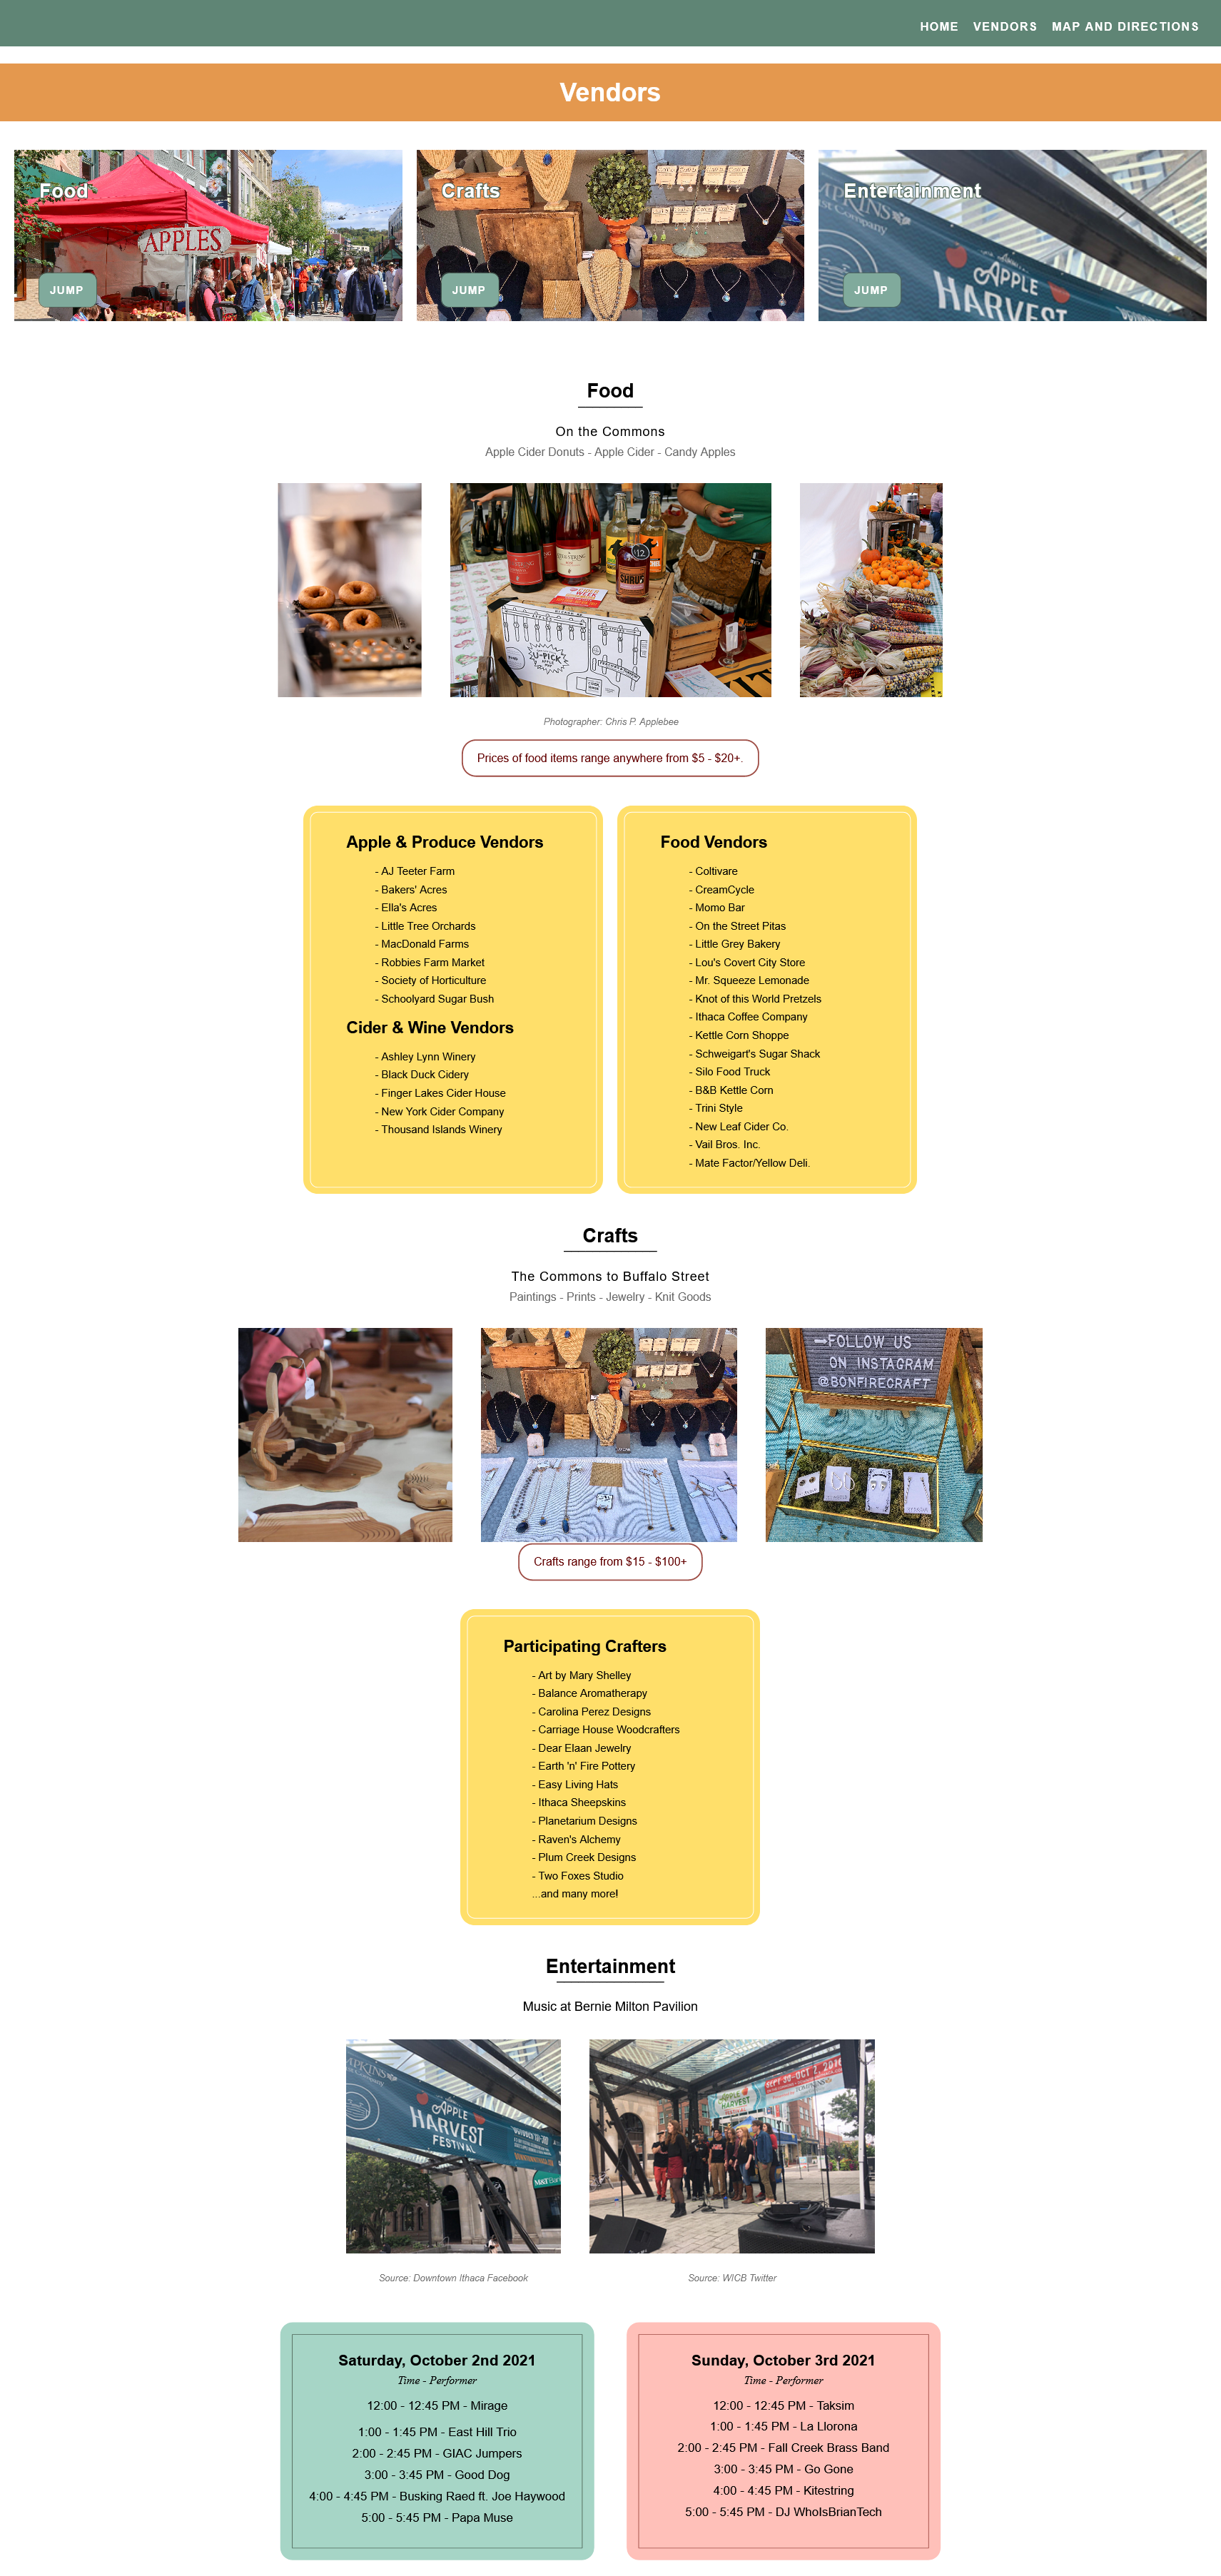 HOME VENDORS MAP AND DIRECTIONS
Vendors
Food
APPLES
JUMP
Crafts
JUMP
Entertainment
APPLE
HARVEST
JUMP
Food
On the Commons
Apple Cider Donuts - Apple Cider - Candy Apples
12
SHRUB
U-PICK
Photographer: Chris P. Applebee
Prices of food items range anywhere from $5 - $20+.
Apple & Produce Vendors
- AJ Teeter Farm
- Bakers' Acres
- Ella's Acres
- Little Tree Orchards
- MacDonald Farms
- Robbies Farm Market
- Society of Horticulture
- Schoolyard Sugar Bush
Cider & Wine Vendors
- Ashley Lynn Winery
- Black Duck Cidery
- Finger Lakes Cider House
- New York Cider Company
- Thousand Islands Winery
Food Vendors
- Coltivare
- CreamCycle
- Momo Bar
- On the Street Pitas
- Little Grey Bakery
- Lou's Covert City Store
- Mr. Squeeze Lemonade
- Knot of this World Pretzels
- Ithaca Coffee Company
- Kettle Corn Shoppe
- Schweigart's Sugar Shack
- Silo Food Truck
- B&B Kettle Corn
- Trini Style
- New Leaf Cider Co.
- Vail Bros. Inc.
- Mate Factor/Yellow Deli.
Crafts
The Commons to Buffalo Street
Paintings - Prints - Jewelry - Knit Goods
FOLLOW US
ON INSTAGRAM
@BONFIRECRAFT
Crafts range from $15 - $100+
Participating Crafters
- Art by Mary Shelley
- Balance Aromatherapy
- Carolina Perez Designs
- Carriage House Woodcrafters
- Dear Elaan Jewelry
- Earth 'n' Fire Pottery
- Easy Living Hats
- Ithaca Sheepskins
- Planetarium Designs
- Raven's Alchemy
- Plum Creek Designs
- Two Foxes Studio
...and many more!
Entertainment
Music at Bernie Milton Pavilion
APPLE
HARVEST
FESTIVAL
M&T Bank
APPLE
HARVEST
Source: Downtown Ithaca Facebook
Source: WICB Twitter
Saturday, October 2nd 2021
Time - Performer
12:00 - 12:45 PM - Mirage
1:00 - 1:45 PM - East Hill Trio
2:00 - 2:45 PM - GIAC Jumpers
3:00 - 3:45 PM - Good Dog
4:00 - 4:45 PM - Busking Raed ft. Joe Haywood
5:00 - 5:45 PM - Papa Muse
Sunday, October 3rd 2021
Time - Performer
12:00 - 12:45 PM - Taksim
1:00 - 1:45 PM - La Llorona
2:00 - 2:45 PM - Fall Creek Brass Band
3:00 - 3:45 PM - Go Gone
4:00 - 4:45 PM - Kitestring
5:00 - 5:45 PM - DJ WhoIsBrianTech